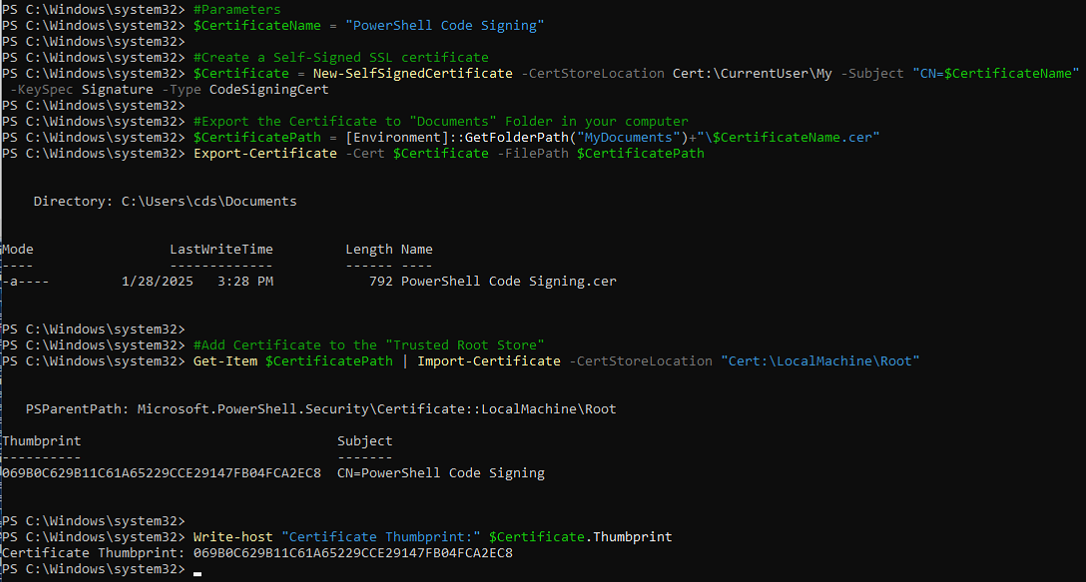 PS C:\Windows\system32> #Parameters
PS C:\Windows\system32> $CertificateName = "PowerShell Code Signing"
PS C:\Windows\system32>
PS C:\Windows\system32> #Create a Self-Signed SSL certificate
PS C:\Windows\system32> $Certificate = New-SelfSignedCertificate -CertStoreLocation Cert:\CurrentUser\My -Subject "CN=$CertificateName"
-KeySpec Signature -Type CodeSigningCert
PS C:\Windows\system32>
PS C:\Windows\system32> #Export the Certificate to "Documents" Folder in your computer
PS C:\Windows\system32> $CertificatePath = [Environment]::GetFolderPath("MyDocuments")+"\$CertificateName.cer"
PS C:\Windows\system32> Export-Certificate -Cert $Certificate -FilePath $CertificatePath
Directory: C:\Users\cds\Documents
Mode LastWriteTime Length Name
---- ------------- ------ ----
-a---- 1/28/2025 3:28 PM 792 PowerShell Code Signing.cer
PS C:\Windows\system32>
PS C:\Windows\system32> #Add Certificate to the "Trusted Root Store"
PS C:\Windows\system32> Get-Item $CertificatePath | Import-Certificate -CertStoreLocation "Cert:\LocalMachine\Root"
PSParentPath: Microsoft.PowerShell.Security\Certificate::LocalMachine\Root
Thumbprint Subject
---------- -------
069B0C629B11C61A65229CCE29147FB04FCA2EC8 CN=PowerShell Code Signing
PS C:\Windows\system32>
PS C:\Windows\system32> Write-host "Certificate Thumbprint:" $Certificate.Thumbprint
Certificate Thumbprint: 069B0C629B11C61A65229CCE29147FB04FCA2EC8
PS C:\Windows\system32>